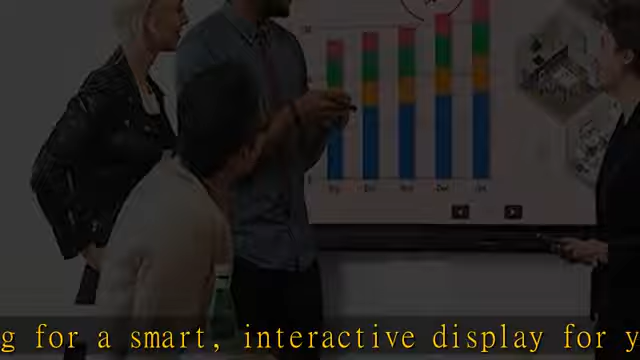 g for a smart, interactive display for y